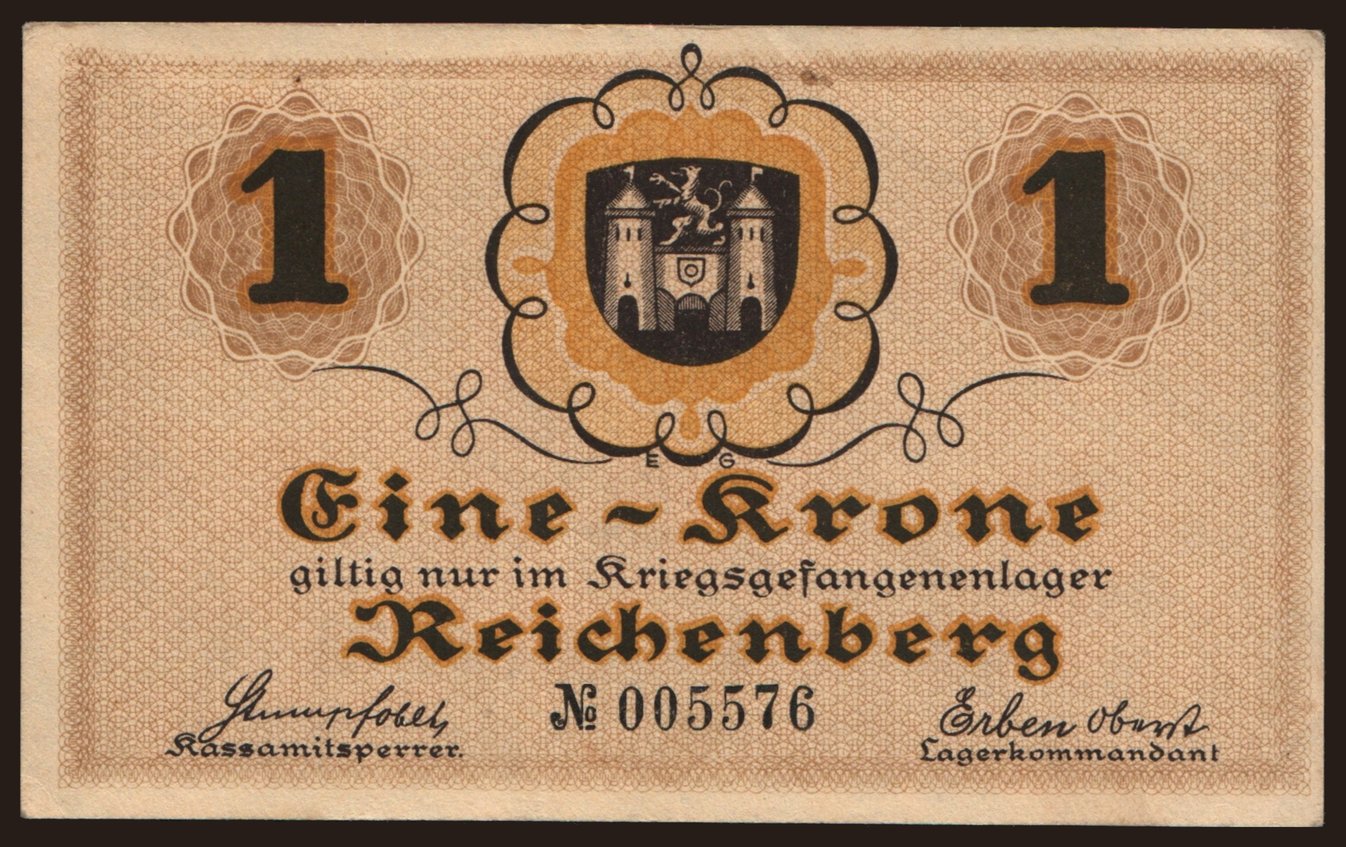 1 1
E G
Eine - Krone
giltig nur im Kriegsgefangenenlager
Reichenberg
№ 005576
Erben Oberst
Kassamitsperrer. Lagerkommandant